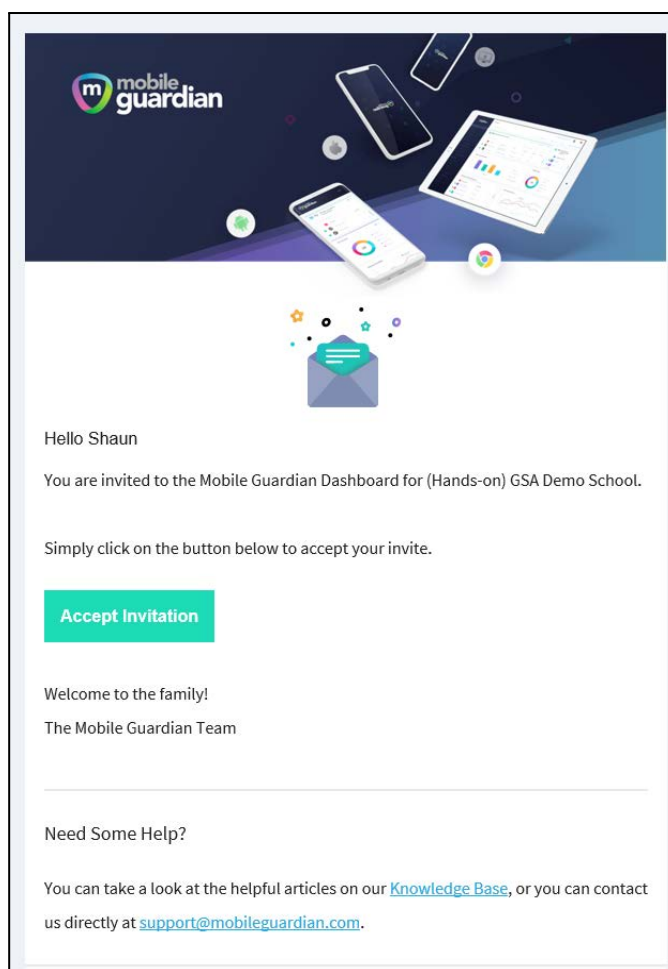 mobile
guardian
Hello Shaun
You are invited to the Mobile Guardian Dashboard for (Hands-on) GSA Demo School.
Simply click on the button below to accept your invite.
Accept Invitation
Welcome to the family!
The Mobile Guardian Team
Need Some Help?
You can take a look at the helpful articles on our Knowledge Base, or you can contact
us directly at support@mobileguardian.com.